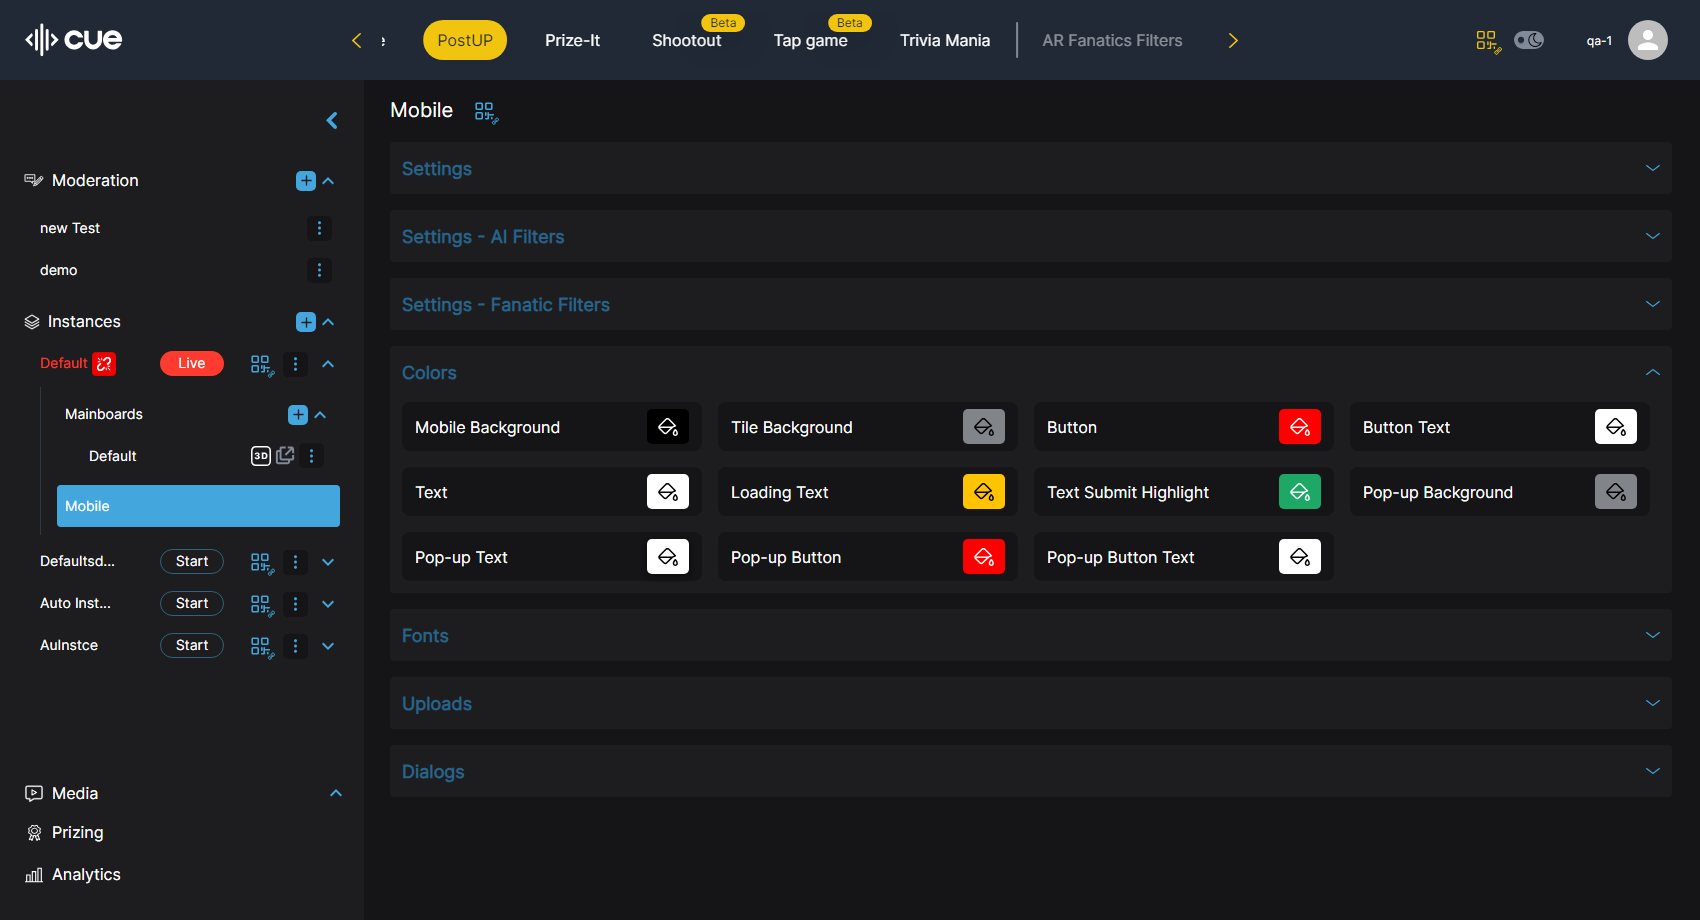 cue
e
PostUP
Prize-It
Shootout
Beta
Tap game
Beta
Trivia Mania
AR Fanatics Filters
qa-1
Moderation
new Test
demo
Instances
Default
Live
Mainboards
Default
3D
Mobile
Defaultsd...
Start
Auto Inst...
Start
AuInstce
Start
Media
Prizing
Analytics
Mobile
Settings
Settings - AI Filters
Settings - Fanatic Filters
Colors
Mobile Background
Tile Background
Button
Button Text
Text
Loading Text
Text Submit Highlight
Pop-up Background
Pop-up Text
Pop-up Button
Pop-up Button Text
Fonts
Uploads
Dialogs